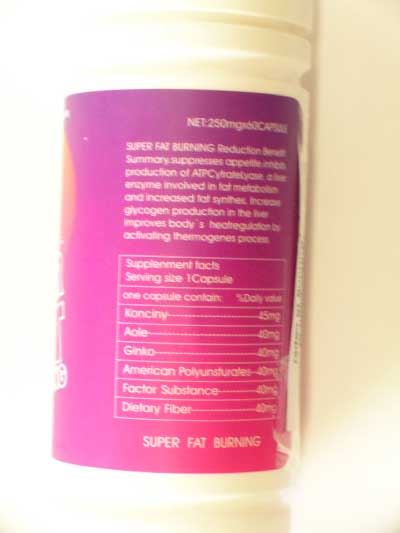 NET:250mgx60CAPSULE
SUPER FAT BURNING Reduction Benefit
Summary.suppresses appetite.inhibits
production of ATPCytrateLyase, a liver
enzyme involved in fat metabolism
and increased fat synthes. Increase
glycogen production in the liver
improves body`s heatregulation by
activating thermogenes process.
Supplenment facts
Serving size 1Capsule
one capsule contain: %Daily value
Konciny 45mg
Aole 40mg
Ginko 40mg
American Polyunsturates 40mg
Factor Substance 40mg
Dietary Fiber 40mg
SUPER FAT BURNING